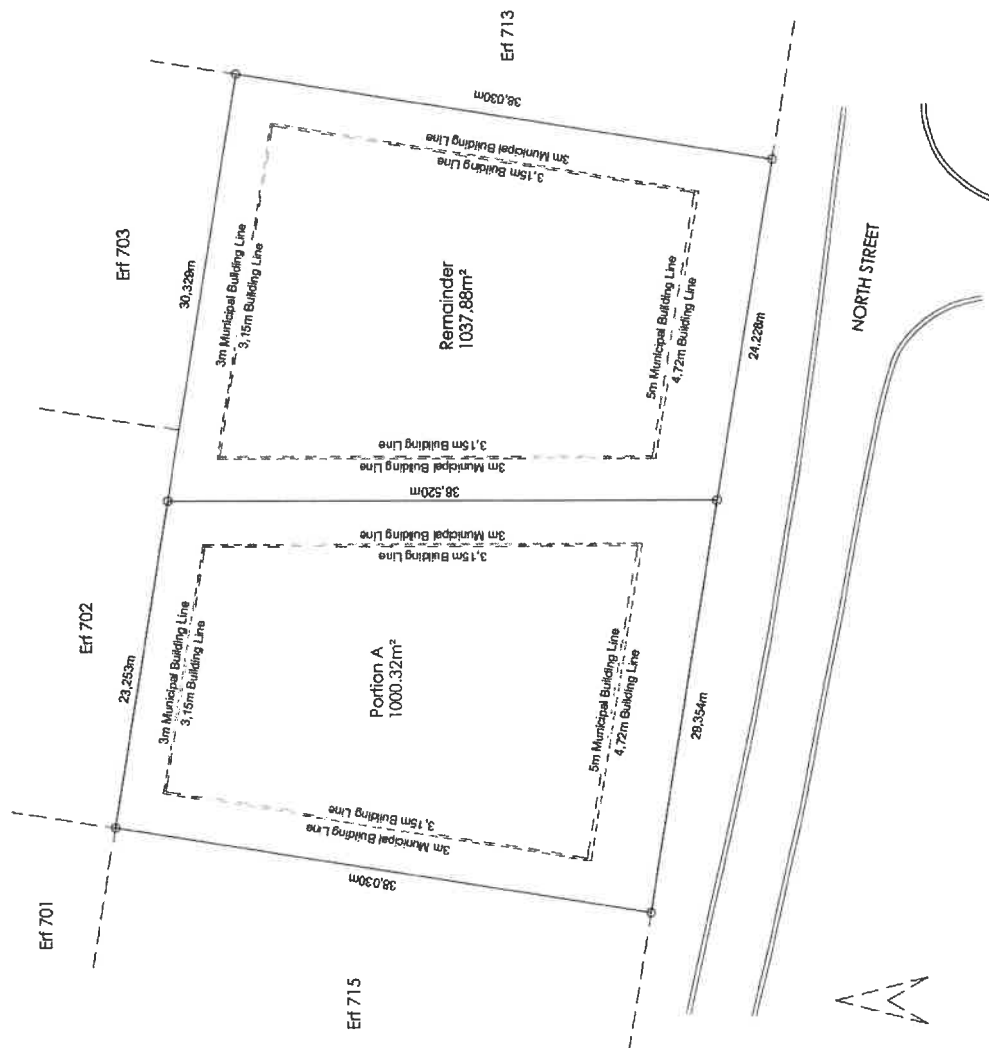 Erf 713
Erf 703
Erf 702
Erf 701
Erf 715
30,329m
38,030m
3m Municipal Building Line
3,15m Building Line
3m Municipal Building Line
3,15m Building Line
Remainder
1037.88m²
5m Municipal Building Line
4,72m Building Line
3,15m Building Line
3m Municipal Building Line
24,228m
NORTH STREET
38,520m
23,253m
3m Municipal Building Line
3,15m Building Line
3m Municipal Building Line
3,15m Building Line
Portion A
1000.32m²
5m Municipal Building Line
4,72m Building Line
3,15m Building Line
3m Municipal Building Line
38,030m
29,354m